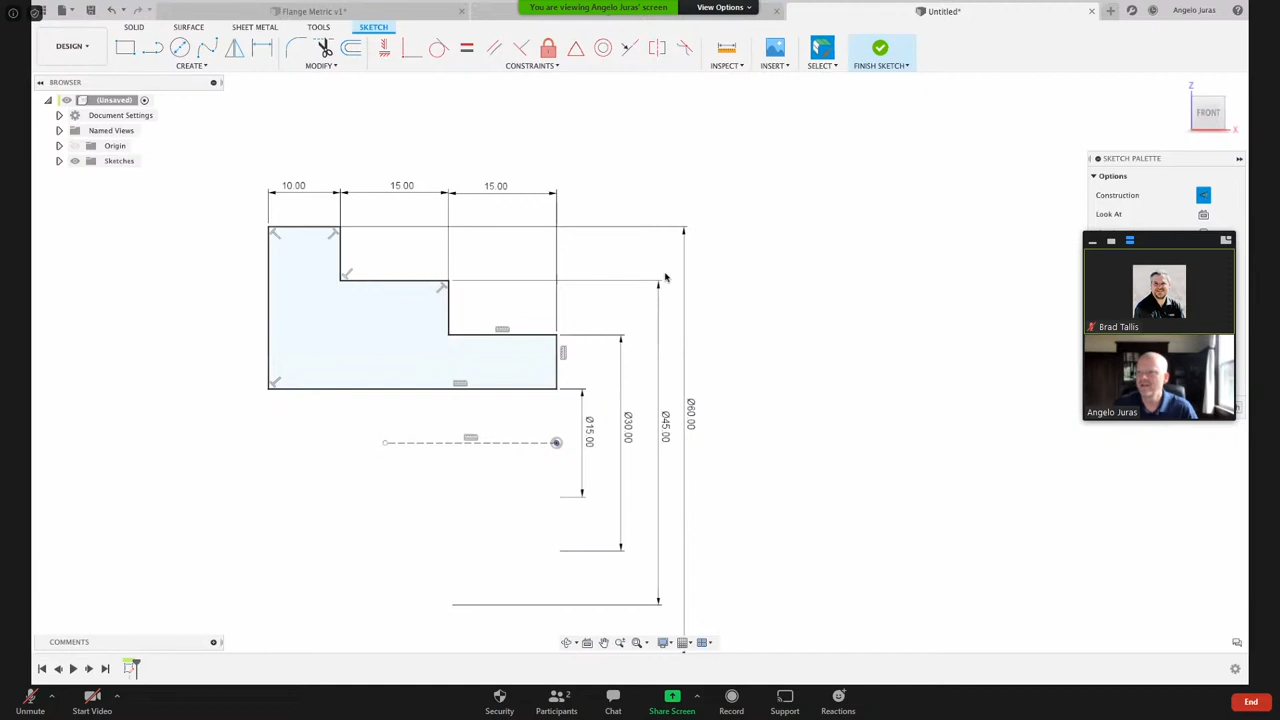 Flange Metric v1*
You are viewing Angelo Juras' screen
View Options
Untitled*
Angelo Juras
SOLID
SURFACE
SHEET METAL
TOOLS
SKETCH
DESIGN
CREATE
MODIFY
CONSTRAINTS
INSPECT
INSERT
SELECT
FINISH SKETCH
BROWSER
(Unsaved)
Document Settings
Named Views
Origin
Sketches
Z
FRONT
X
SKETCH PALETTE
Options
Construction
Look At
10.00
15.00
15.00
Ø15.00
Ø30.00
Ø45.00
Ø60.00
Brad Tallis
Angelo Juras
COMMENTS
Unmute
Start Video
Security
2
Participants
Chat
Share Screen
Record
Support
Reactions
End